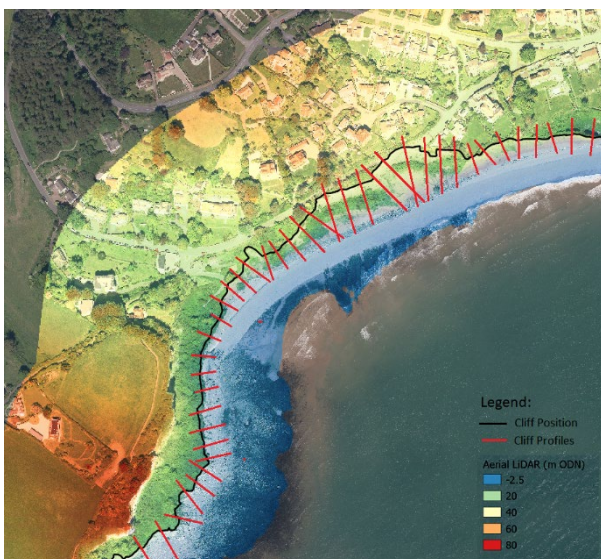 Legend:
Cliff Position
Cliff Profiles
Aerial LiDAR (m ODN)
-2.5
20
40
60
80